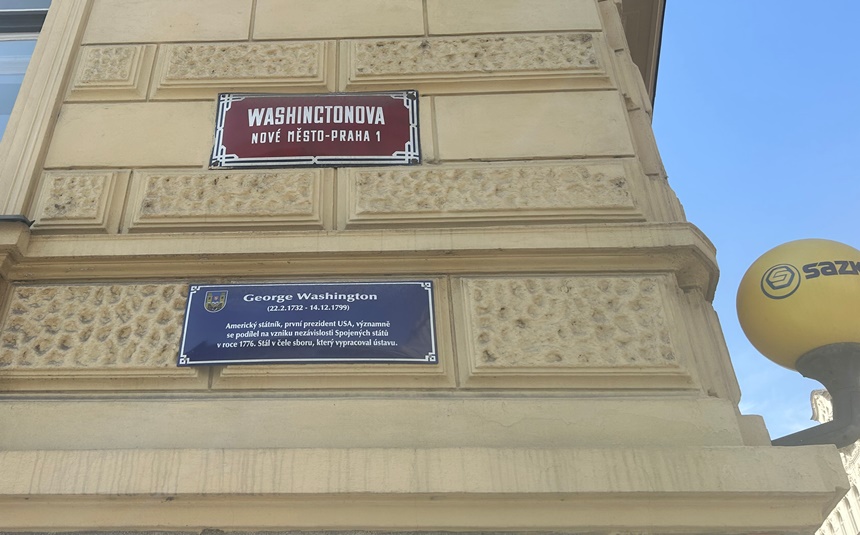 WASHINGTONOVA
NOVÉ MĚSTO-PRAHA 1
George Washington
(22.2.1732 - 14.12.1799)
Americký státník, první prezident USA, významně
se podílel na vzniku nezávislosti Spojených států
v roce 1776. Stál v čele sboru, který vypracoval ústavu.